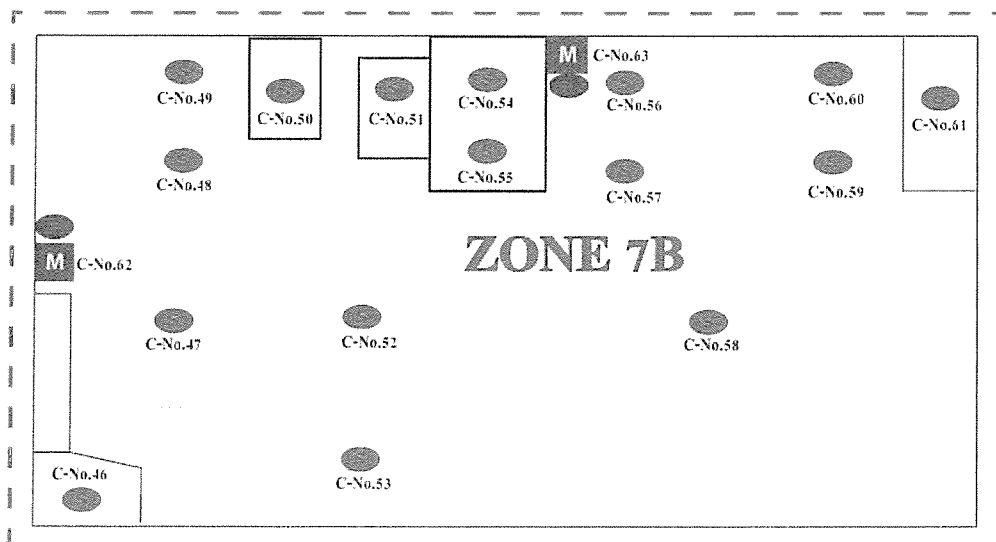 M
C-No.63
C-No.49
C-No.50
C-No.51
C-No.54
C-No.56
C-No.60
C-No.61
C-No.48
C-No.55
C-No.57
C-No.59
M
C-No.62
ZONE 7B
C-No.47
C-No.52
C-No.58
C-No.46
C-No.53